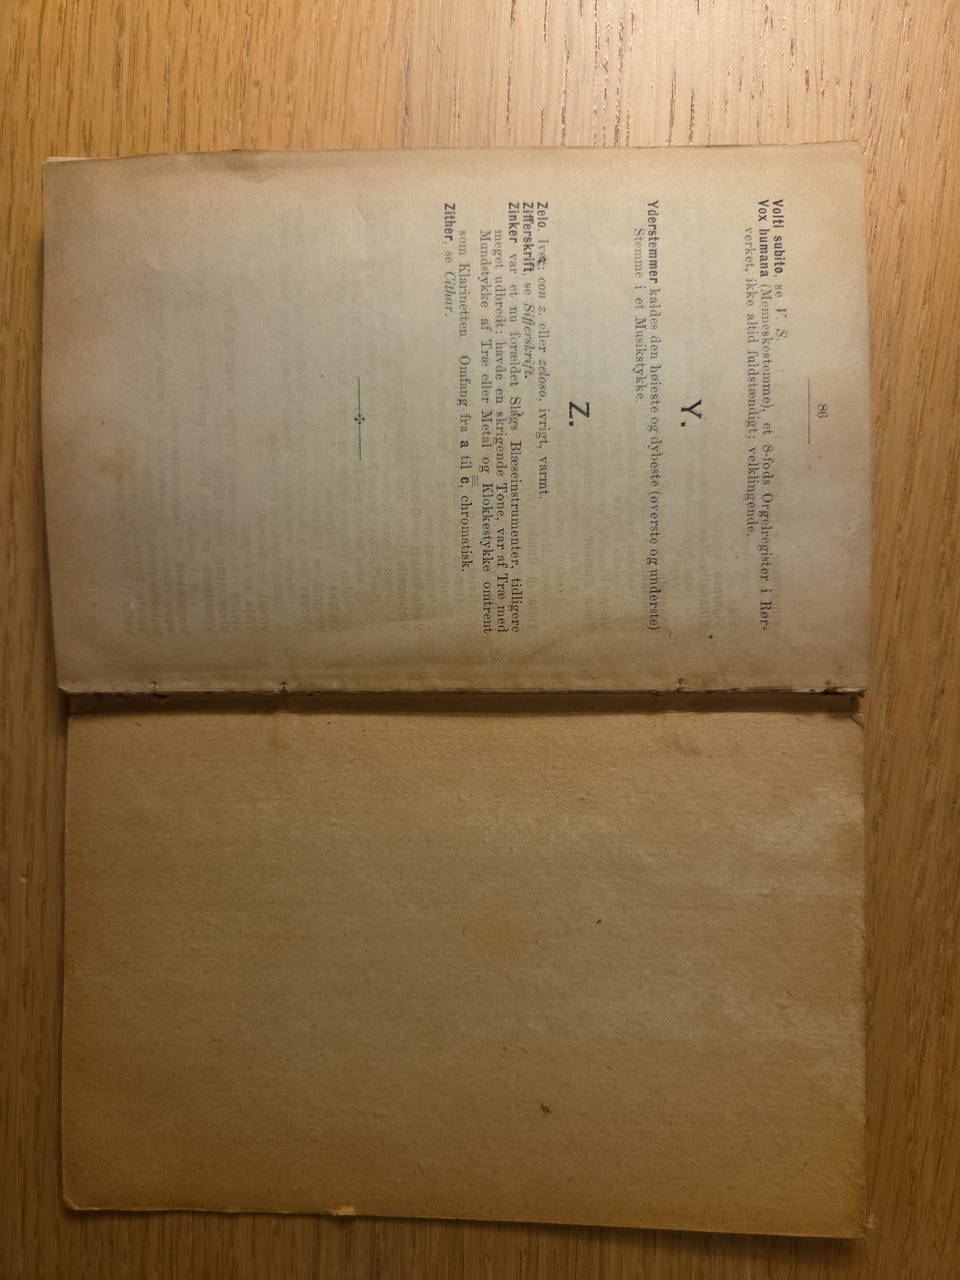 86
Volti subito, se V. S.
Vox humana (Menneskestemme), et 8-fods Orgelregister i Rør-
verket, ikke altid fuldstændigt; velklingende.
Y.
Yderstemmer kaldes den høieste og dybeste (øverste og underste)
Stemme i et Musikstykke.
Z.
Zelo, Iver; con z. eller zeloso, ivrigt, varmt.
Zifferskrift, se Sifferskrift.
Zinker var et nu forældet Slags Blæseinstrumenter, tidligere
meget udbredt; havde en skrigende Tone, var af Træ med
Mundstykke af Træ eller Metal og Klokkestykke omtrent
som Klarinetten. Omfang fra a til c, chromatisk.
Zither, se Cithar.